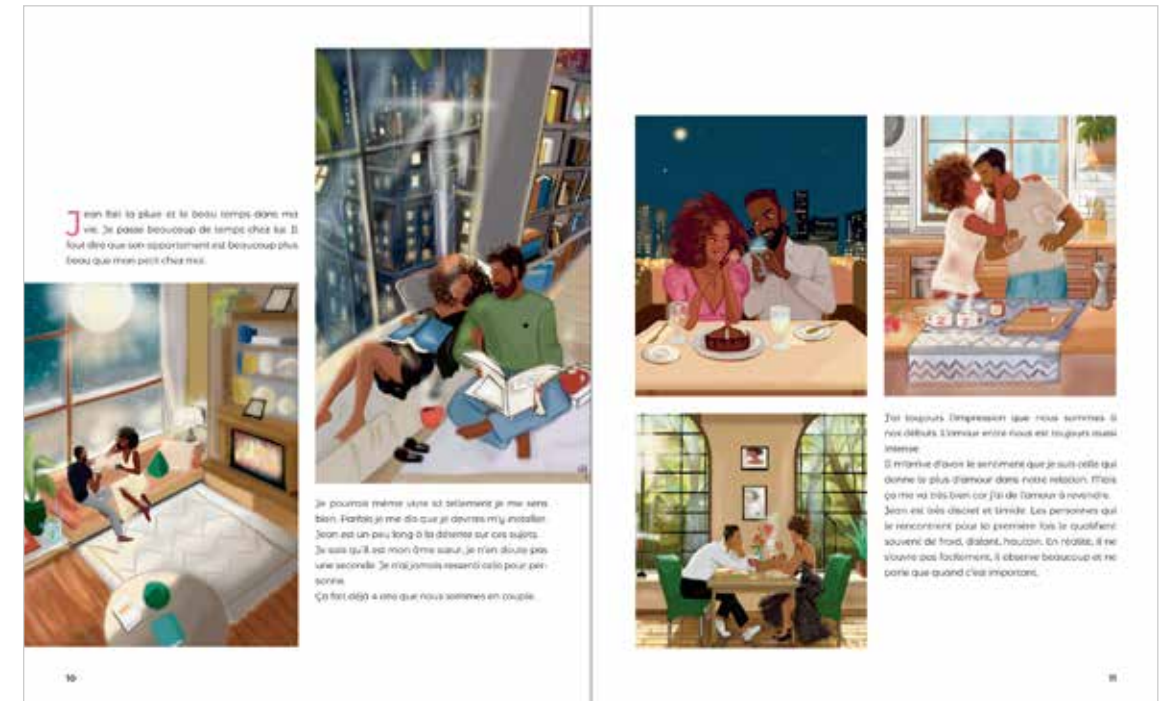 Jean fait la pluie et le beau temps dans ma
vie. Je passe beaucoup de temps chez lui. Il
faut dire que son appartement est beaucoup plus
beau que mon petit chez moi.
Je pourrais même vivre ici tellement je me sens
bien. Parfois je me dis que je devrais m'y installer.
Jean est un peu long à la détente sur ces sujets.
Je sais qu'il est mon âme sœur, je n'en doute pas
une seconde. Je n'ai jamais ressenti cela pour per-
sonne.
Ça fait déjà 4 ans que nous sommes en couple.
10
J'ai toujours l'impression que nous sommes à
nos débuts. L'amour entre nous est toujours aussi
intense.
Il m'arrive d'avoir le sentiment que je suis celle qui
donne le plus d'amour dans notre relation. Mais
ça me va très bien car j'ai de l'amour à revendre.
Jean est très discret et timide. Les personnes qui
le rencontrent pour la première fois le qualifient
souvent de froid, distant, hautain. En réalité, il ne
s'ouvre pas facilement, il observe beaucoup et ne
parle que quand c'est important.
11